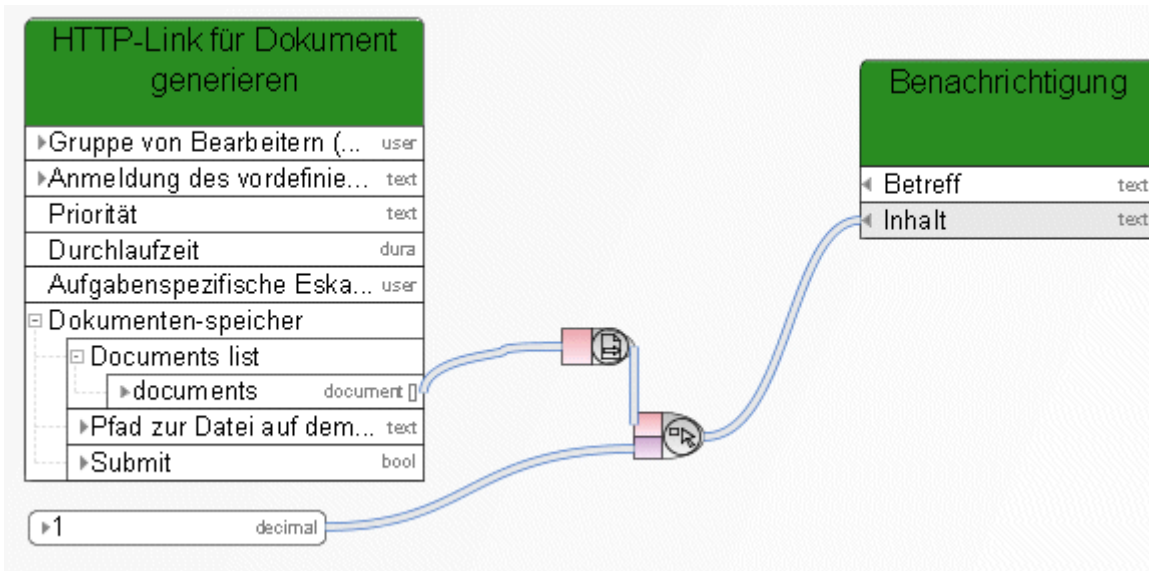 HTTP-Link für Dokument
generieren
Gruppe von Bearbeitern (... user
Anmeldung des vordefinie... text
Priorität text
Durchlaufzeit dura
Aufgabenspezifische Eska... user
Dokumenten-speicher
Documents list
documents document []
Pfad zur Datei auf dem... text
Submit bool
1 decimal
Benachrichtigung
Betreff text
Inhalt text